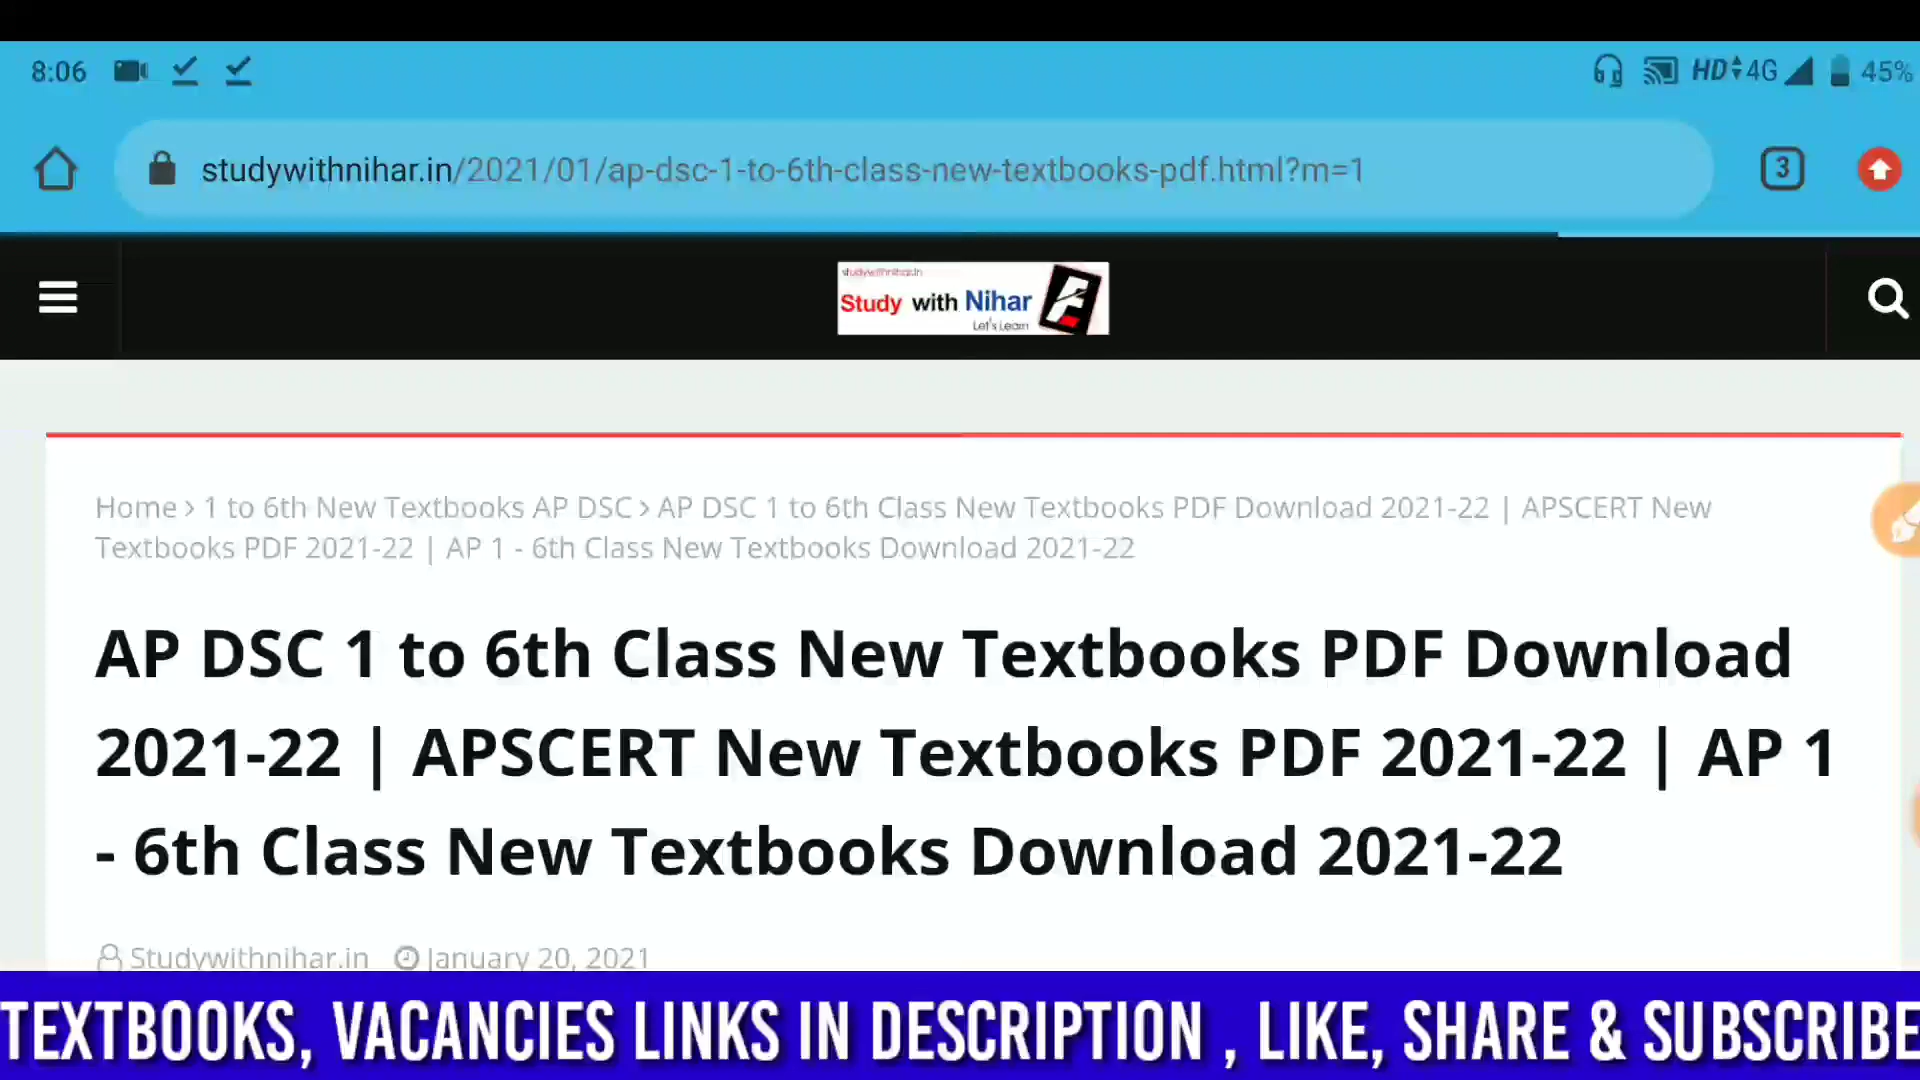 8:06 HD 4G 45%
studywithnihar.in/2021/01/ap-dsc-1-to-6th-class-new-textbooks-pdf.html?m=1 3
studywithnihar.in
Study with Nihar
Let's Learn
Home › 1 to 6th New Textbooks AP DSC › AP DSC 1 to 6th Class New Textbooks PDF Download 2021-22 | APSCERT New
Textbooks PDF 2021-22 | AP 1 - 6th Class New Textbooks Download 2021-22
AP DSC 1 to 6th Class New Textbooks PDF Download
2021-22 | APSCERT New Textbooks PDF 2021-22 | AP 1
- 6th Class New Textbooks Download 2021-22
Studywithnihar.in January 20, 2021
TEXTBOOKS, VACANCIES LINKS IN DESCRIPTION , LIKE, SHARE & SUBSCRIBE